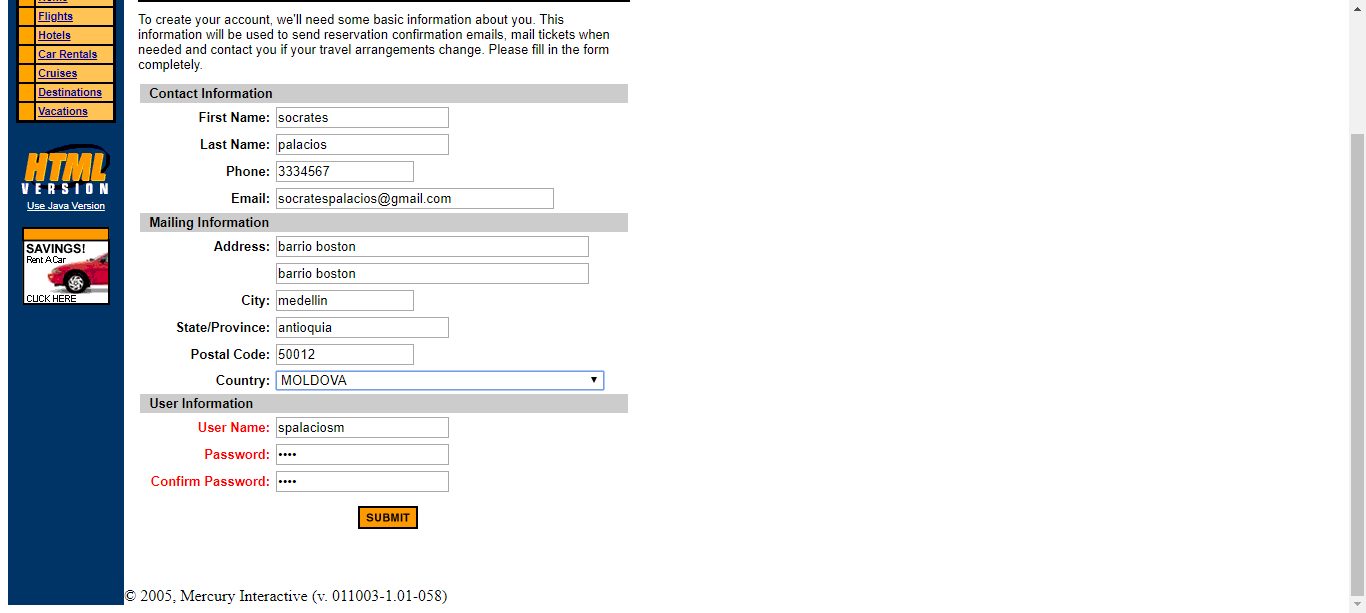 Flights
Hotels
Car Rentals
Cruises
Destinations
Vacations
HTML
VERSION
Use Java Version
SAVINGS!
Rent A Car
CLICK HERE
To create your account, we'll need some basic information about you. This
information will be used to send reservation confirmation emails, mail tickets when
needed and contact you if your travel arrangements change. Please fill in the form
completely.
Contact Information
First Name: socrates
Last Name: palacios
Phone: 3334567
Email: socratespalacios@gmail.com
Mailing Information
Address: barrio boston
barrio boston
City: medellin
State/Province: antioquia
Postal Code: 50012
Country: MOLDOVA
User Information
User Name: spalaciosm
Password: ••••
Confirm Password: ••••
SUBMIT
© 2005, Mercury Interactive (v. 011003-1.01-058)